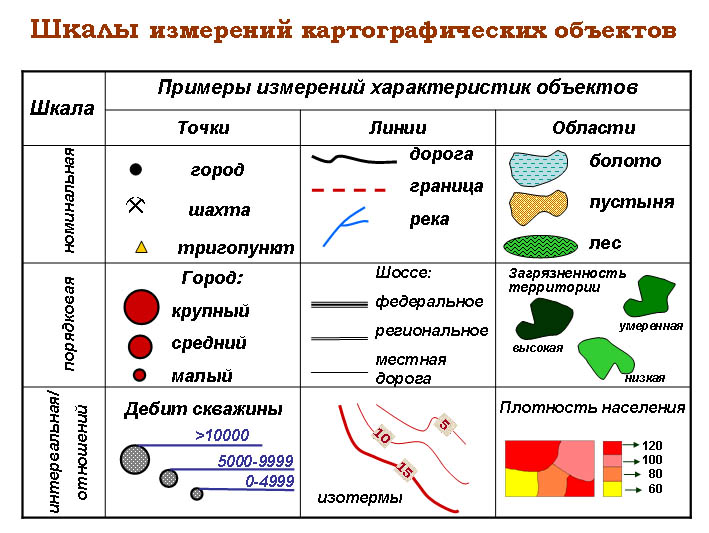 Шкалы измерений картографических объектов
Шкала
Примеры измерений характеристик объектов
Точки
Линии
Области
номинальная
город
шахта
тригопункт
дорога
граница
река
болото
пустыня
лес
порядковая
Город:
крупный
средний
малый
Шоссе:
федеральное
региональное
местная
дорога
Загрязненность
территории
умеренная
высокая
низкая
интервальная/
отношений
Дебит скважины
>10000
5000-9999
0-4999
5
10
15
изотермы
Плотность населения
120
100
80
60